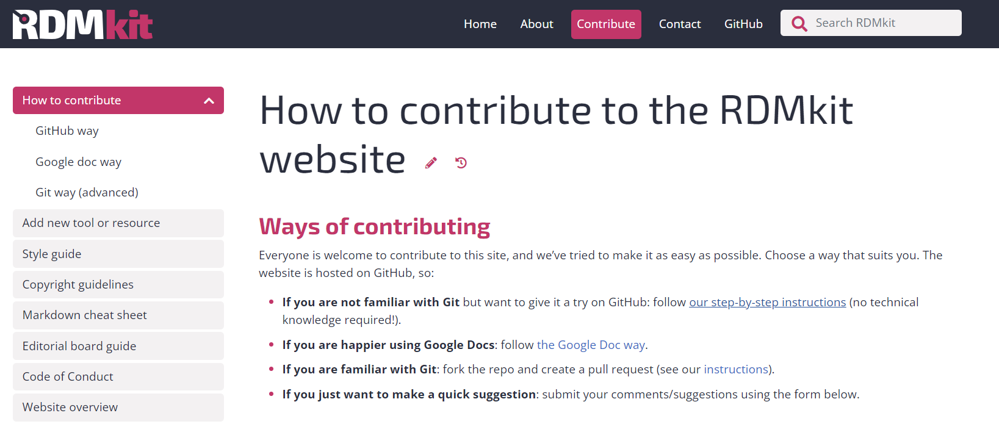 RDMkit
Home About Contribute Contact GitHub Search RDMkit
How to contribute
GitHub way
Google doc way
Git way (advanced)
Add new tool or resource
Style guide
Copyright guidelines
Markdown cheat sheet
Editorial board guide
Code of Conduct
Website overview
How to contribute to the RDMkit
website
Ways of contributing
Everyone is welcome to contribute to this site, and we’ve tried to make it as easy as possible. Choose a way that suits you. The
website is hosted on GitHub, so:
• If you are not familiar with Git but want to give it a try on GitHub: follow our step-by-step instructions (no technical
knowledge required!).
• If you are happier using Google Docs: follow the Google Doc way.
• If you are familiar with Git: fork the repo and create a pull request (see our instructions).
• If you just want to make a quick suggestion: submit your comments/suggestions using the form below.